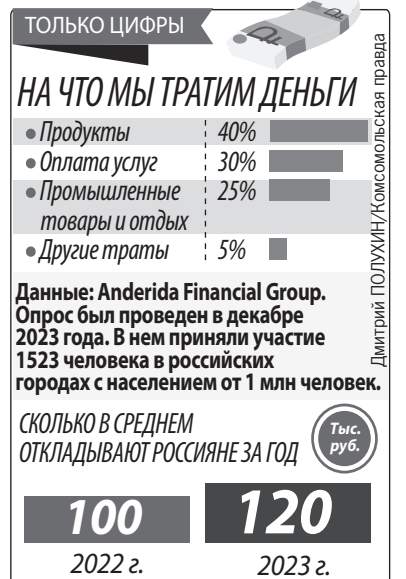 ТОЛЬКО ЦИФРЫ
НА ЧТО МЫ ТРАТИМ ДЕНЬГИ
• Продукты 40%
• Оплата услуг 30%
• Промышленные 25%
товары и отдых
• Другие траты 5%
Дмитрий ПОЛУХИН/Комсомольская правда
Данные: Anderida Financial Group.
Опрос был проведен в декабре
2023 года. В нем приняли участие
1523 человека в российских
городах с населением от 1 млн человек.
СКОЛЬКО В СРЕДНЕМ
ОТКЛАДЫВАЮТ РОССИЯНЕ ЗА ГОД
Тыс.
руб.
100 120
2022 г. 2023 г.